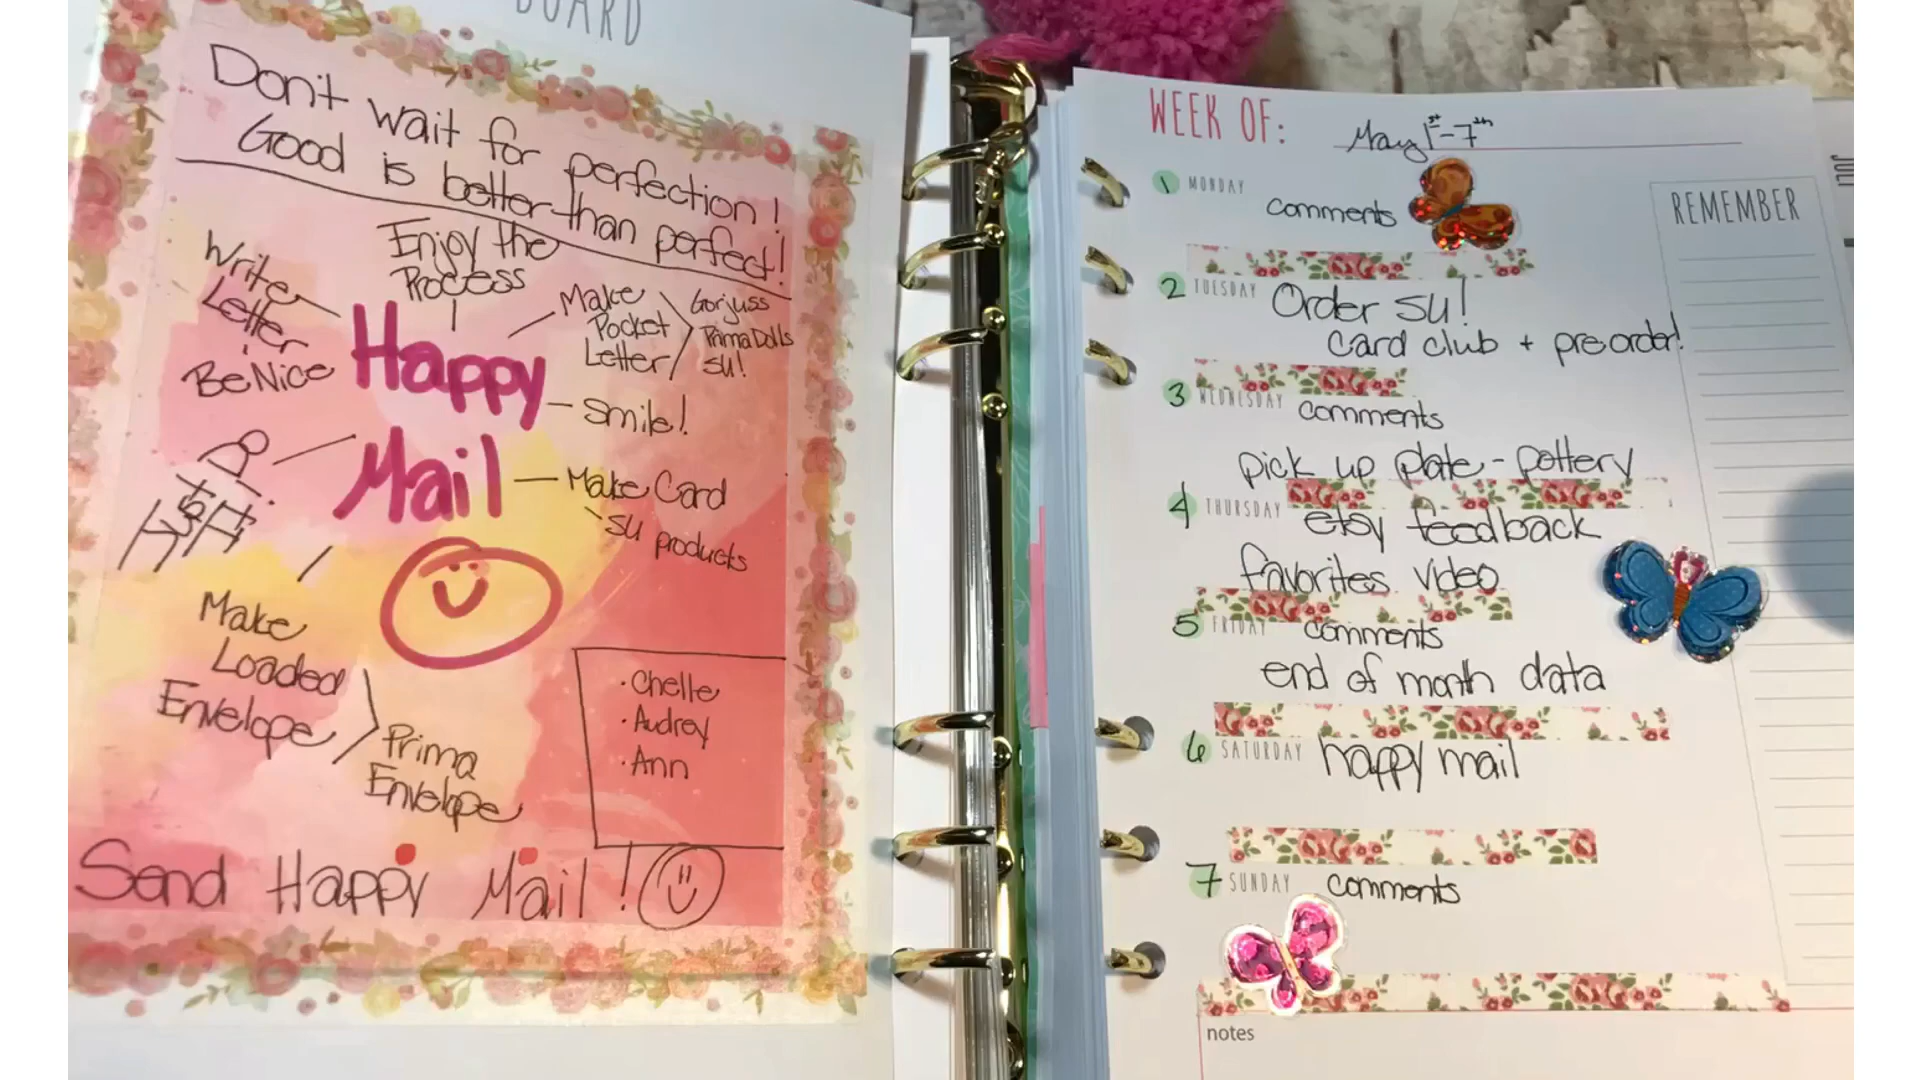 BOARD
Don't wait for perfection!
Good is better than perfect!
Enjoy the
Process
Write
Letter
Be Nice
Make
Pocket
Letter
Gorjuss
Prima Dolls
SU!
Happy
Mail
smile!
Make Card
SU products
Make
Loaded
Envelope
Prima
Envelope
· Chelle
· Audrey
· Ann
Send Happy Mail!
WEEK OF: May 1st - 7th
1 MONDAY
comments
2 TUESDAY Order SU!
card club + preorder!
3 WEDNESDAY comments
pick up plate - pottery
4 THURSDAY etsy feedback
favorites video
5 FRIDAY comments
end of month data
6 SATURDAY happy mail
7 SUNDAY comments
notes
REMEMBER